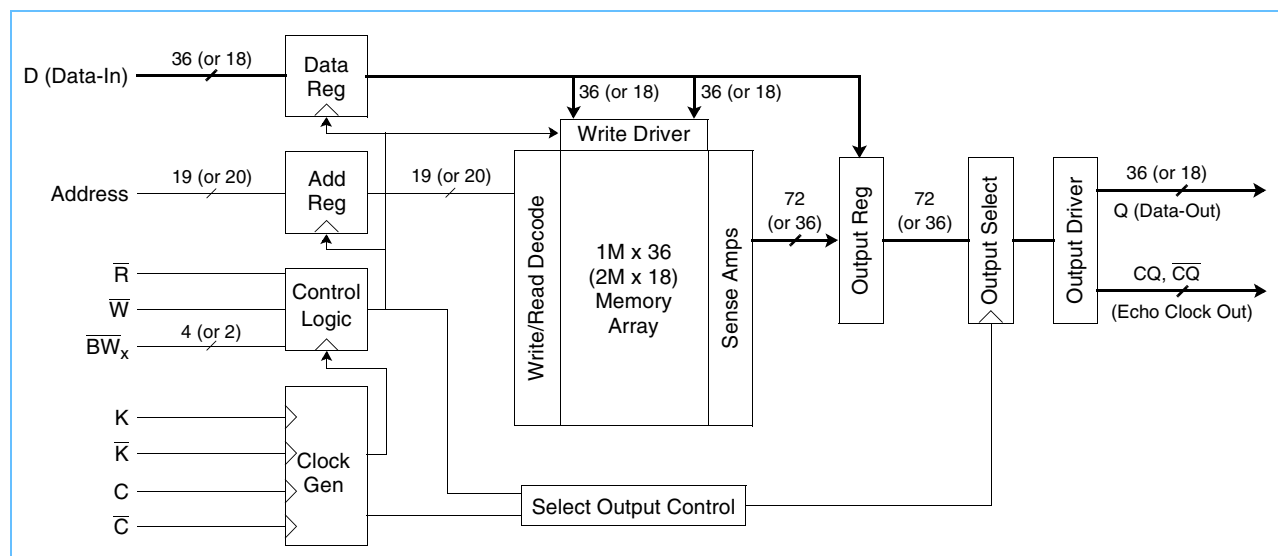 D (Data-In)
36 (or 18)
Data
Reg
36 (or 18)
36 (or 18)
Write Driver
Address
19 (or 20)
Add
Reg
19 (or 20)
Write/Read Decode
1M x 36
(2M x 18)
Memory
Array
Sense Amps
72
(or 36)
Output Reg
72
(or 36)
Output Select
Output Driver
36 (or 18)
Q (Data-Out)
CQ, C̅Q̅
(Echo Clock Out)
R̅
W̅
B̅W̅x
4 (or 2)
Control
Logic
K
K̅
C
C̅
Clock
Gen
Select Output Control